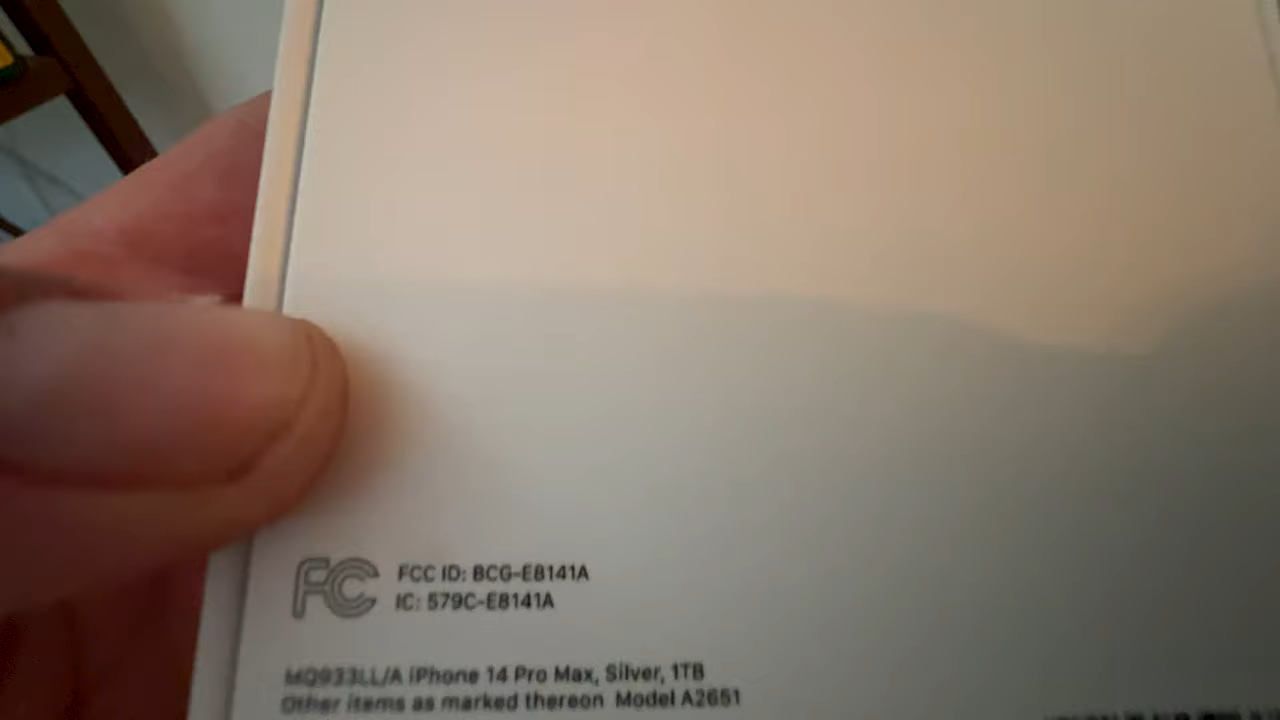 FC
FCC ID: BCG-E8141A
IC: 579C-E8141A
MQ933LL/A iPhone 14 Pro Max, Silver, 1TB
Other items as marked thereon Model A2651